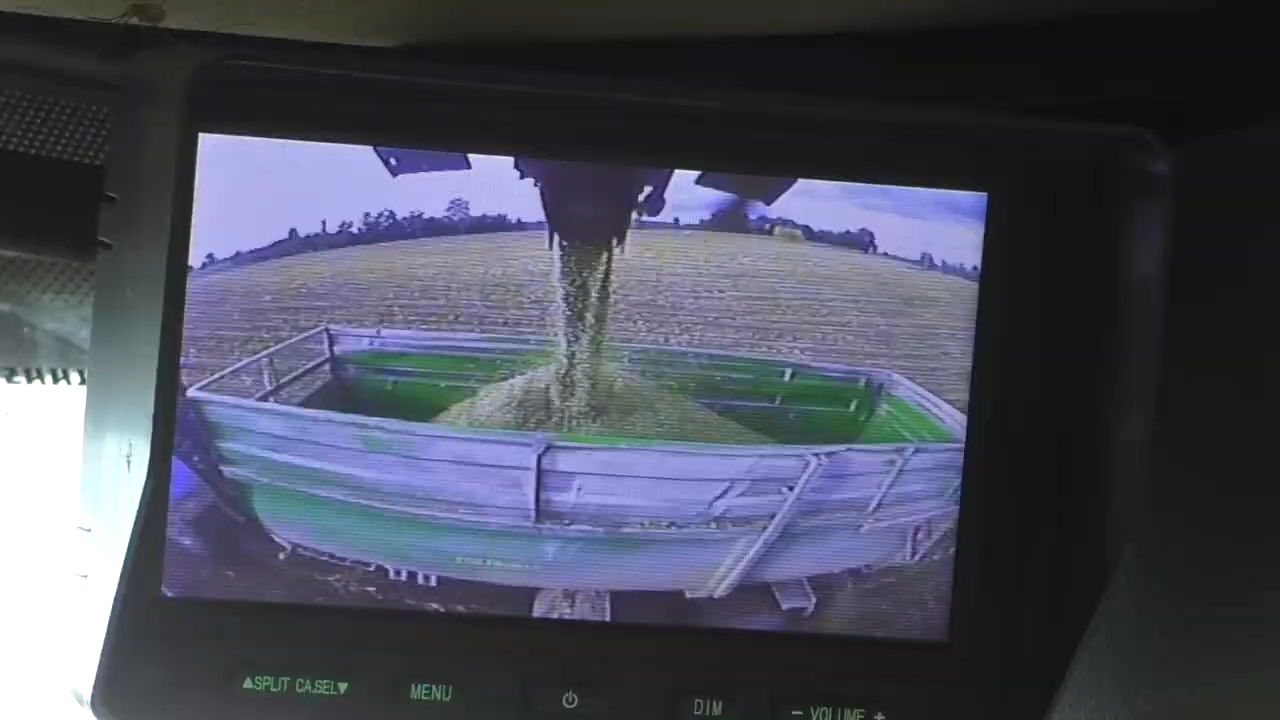 ▲SPLIT CA.SEL▼ MENU ⏻ DIM − VOLUME +